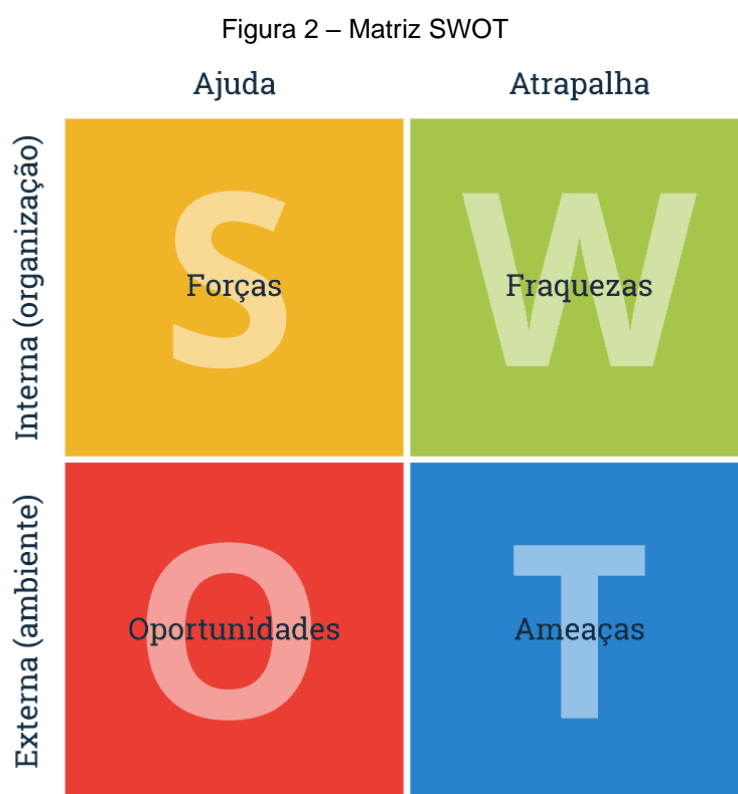 Figura 2 – Matriz SWOT
Ajuda
Atrapalha
Interna (organização)
S
Forças
W
Fraquezas
Externa (ambiente)
O
Oportunidades
T
Ameaças